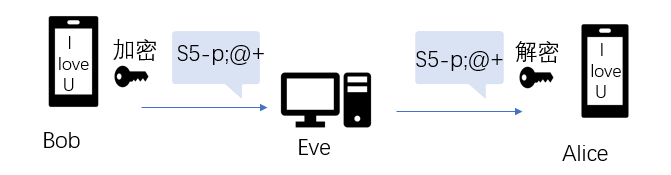 I
love
U
加密
S5-p;@+
Bob
Eve
S5-p;@+
解密
I
love
U
Alice